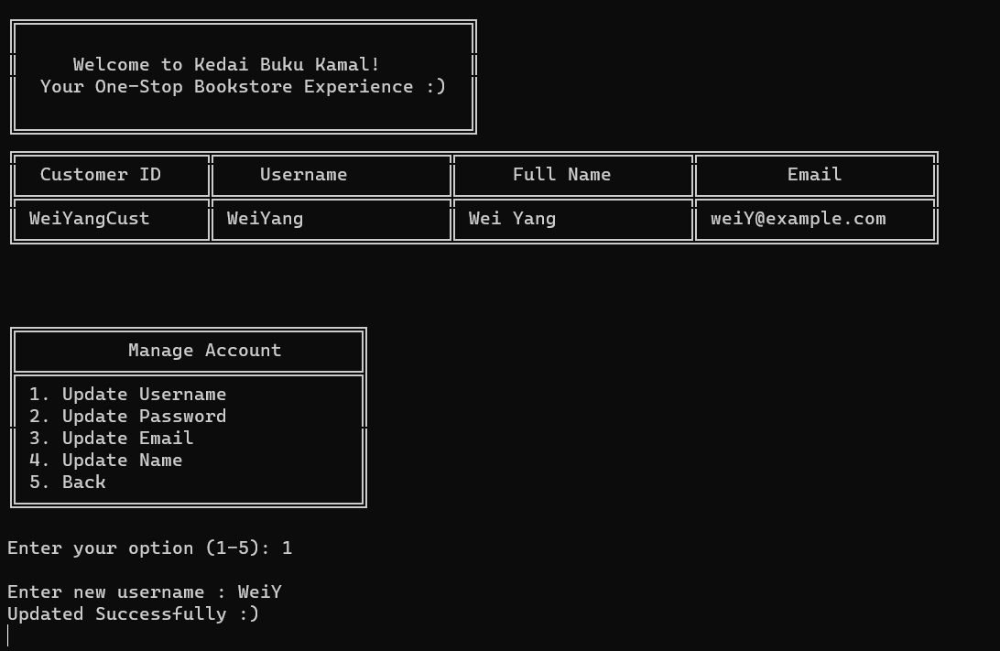 Welcome to Kedai Buku Kamal!
Your One-Stop Bookstore Experience :)
Customer ID Username Full Name Email
WeiYangCust WeiYang Wei Yang weiY@example.com
Manage Account
1. Update Username
2. Update Password
3. Update Email
4. Update Name
5. Back
Enter your option (1-5): 1
Enter new username : WeiY
Updated Successfully :)